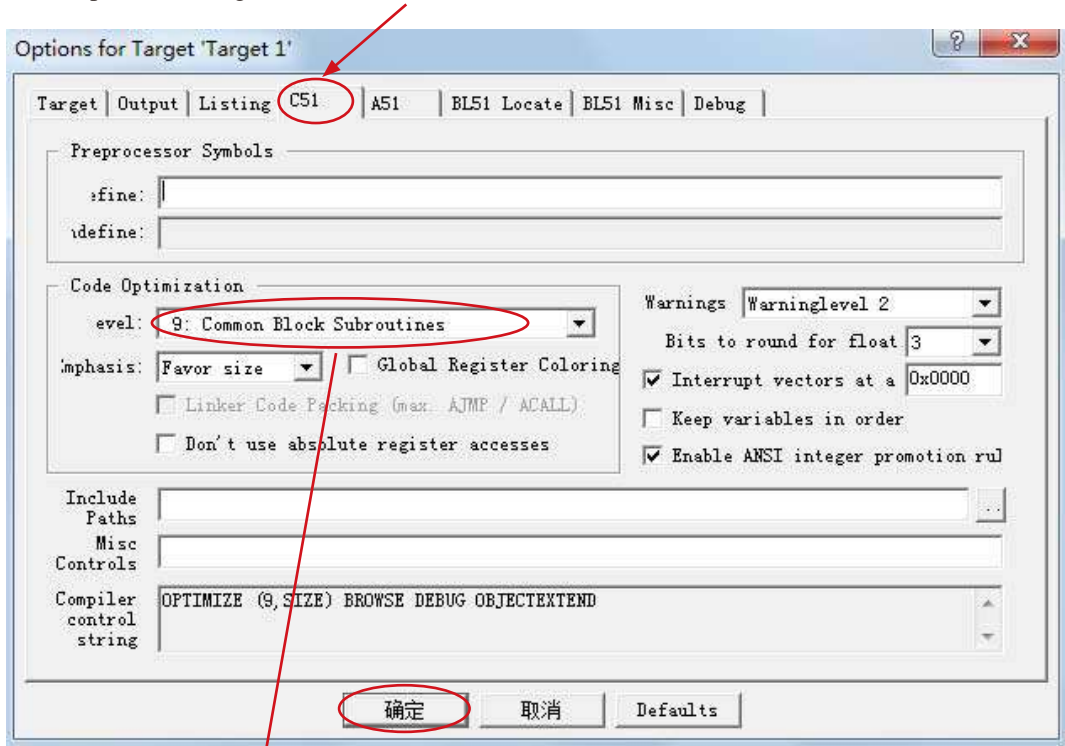 Options for Target 'Target 1'
Target Output Listing C51 A51 BL51 Locate BL51 Misc Debug
Preprocessor Symbols
efine:
define:
Code Optimization
evel: 9: Common Block Subroutines
mphasis: Favor size Global Register Coloring
Linker Code Packing (max. AJMP / ACALL)
Don't use absolute register accesses
Warnings Warninglevel 2
Bits to round for float 3
Interrupt vectors at a 0x0000
Keep variables in order
Enable ANSI integer promotion rul
Include
Paths
..
Misc
Controls
Compiler
control
string
OPTIMIZE (9,SIZE) BROWSE DEBUG OBJECTEXTEND
确定 取消 Defaults